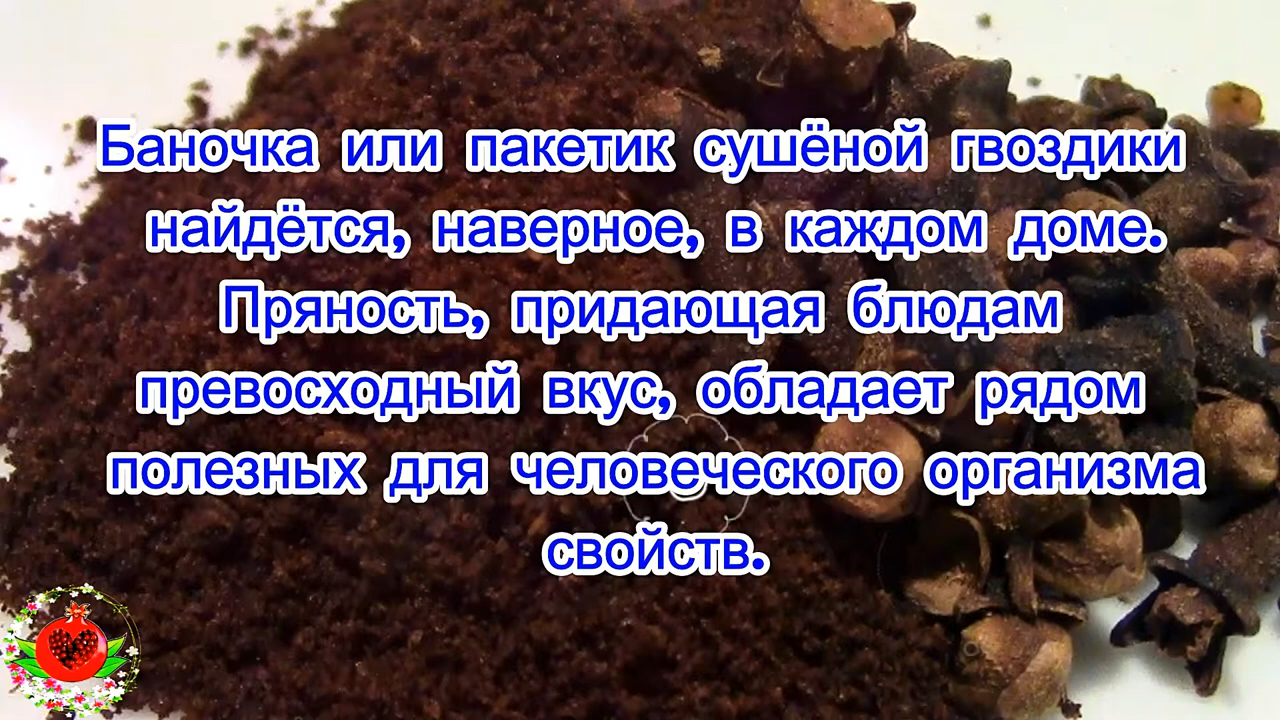 Баночка или пакетик сушёной гвоздики
найдётся, наверное, в каждом доме.
Пряность, придающая блюдам
превосходный вкус, обладает рядом
полезных для человеческого организма
свойств.